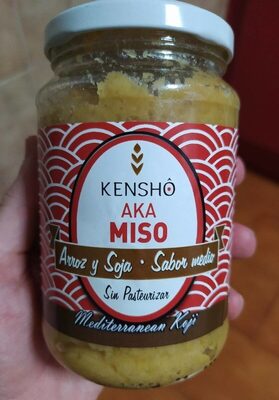 KENSHÔ
AKA
MISO
Arroz y Soja · Sabor medio
Sin Pasteurizar
Mediterranean Koji